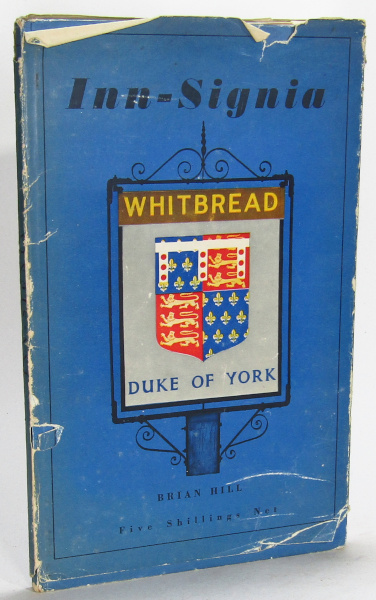 Inn-Signia
WHITBREAD
DUKE OF YORK
BRIAN HILL
Five Shillings Net